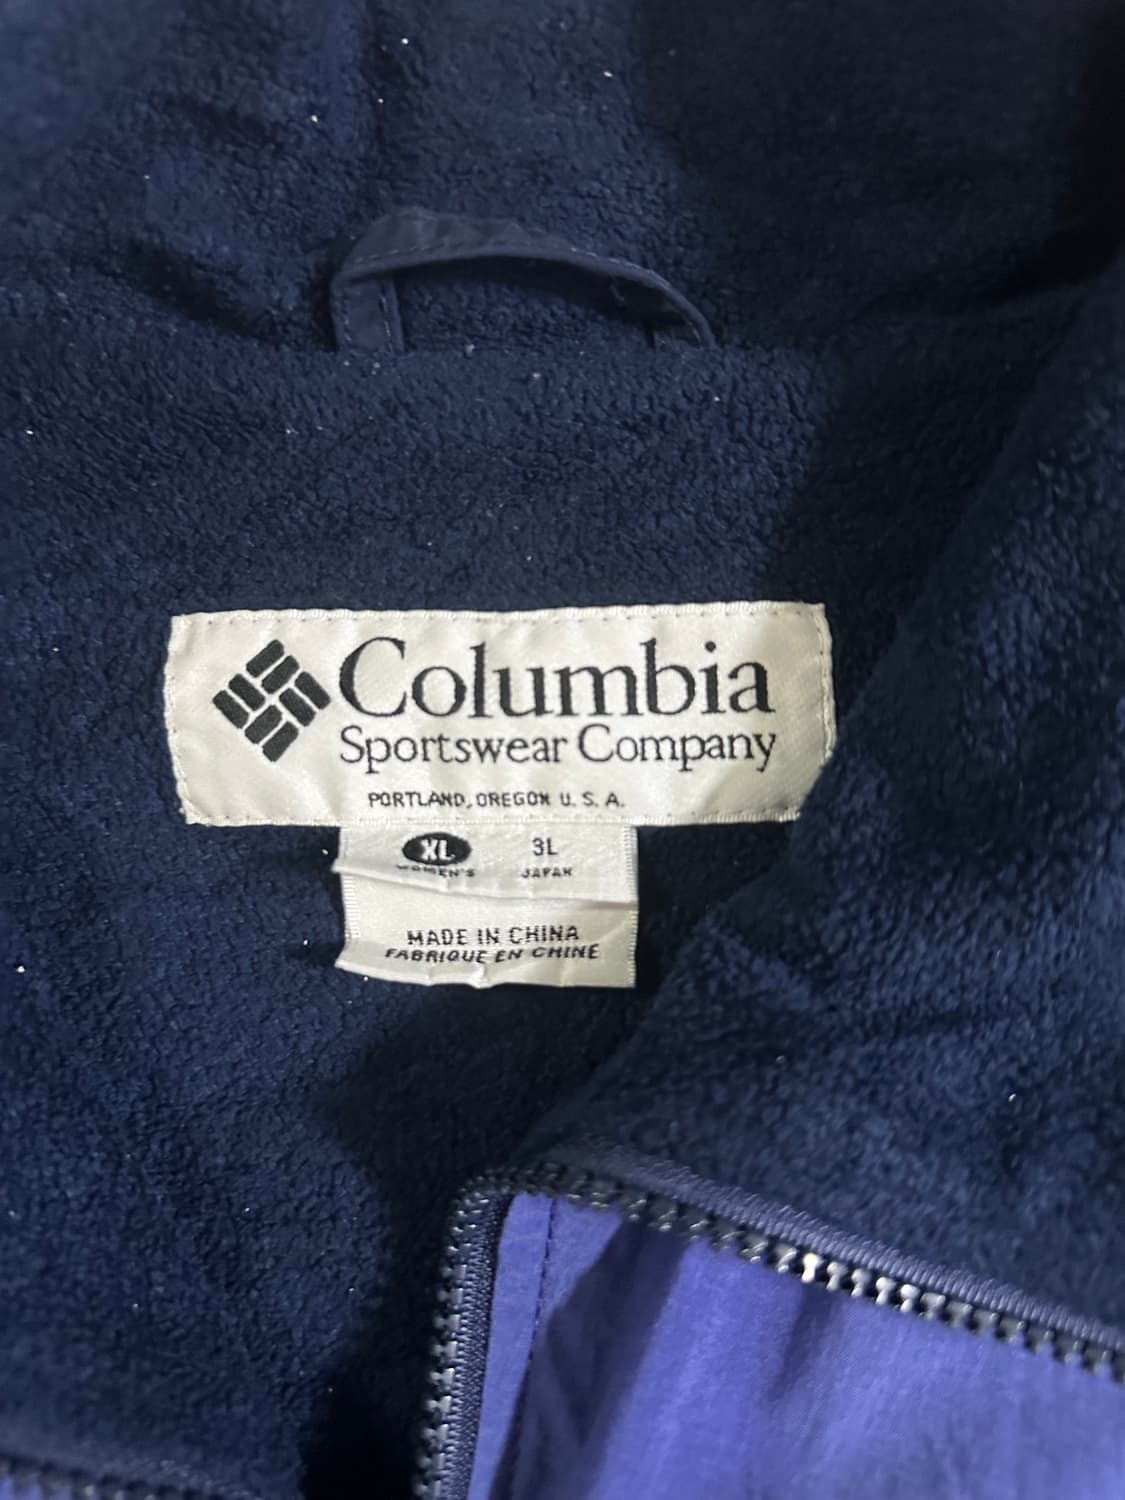 Columbia
Sportswear Company
PORTLAND, OREGON U. S. A.
XL 3L
WOMEN'S JAPAN
MADE IN CHINA
FABRIQUE EN CHINE